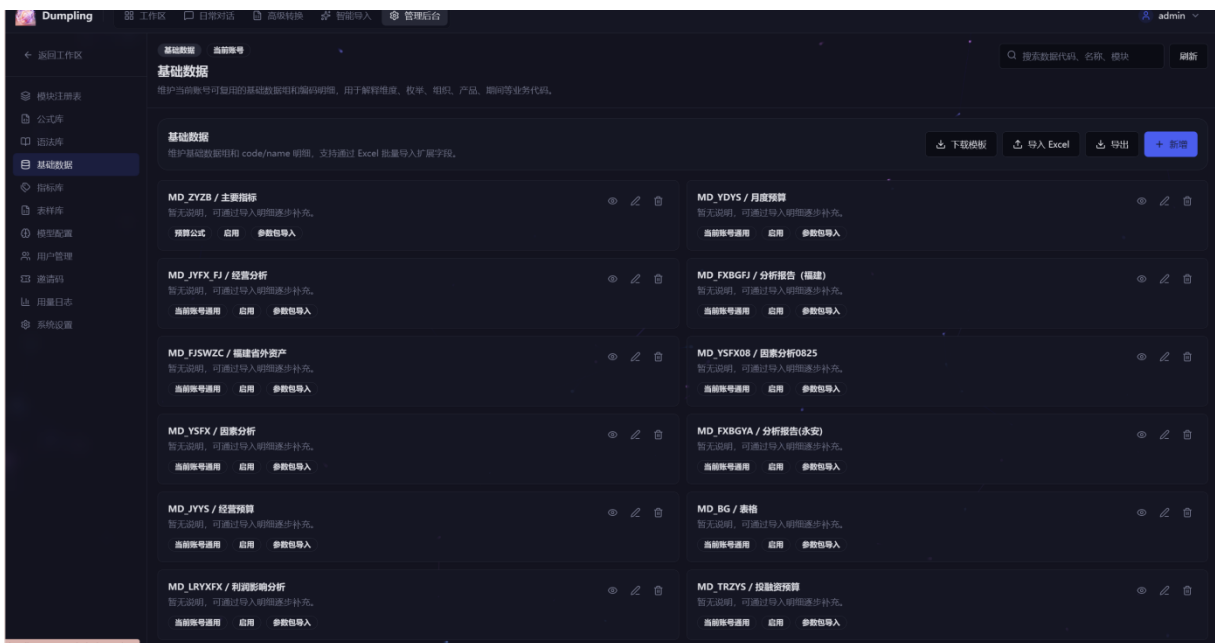 Dumpling 工作区 日常对话 高级转换 智能导入 管理后台 admin
返回工作区
模块注册表
公式库
语法库
基础数据
指标库
表样库
模型配置
用户管理
邀请码
用量日志
系统设置
基础数据 当前账号
基础数据
维护当前账号可复用的基础数据组和编码明细，用于解释维度、枚举、组织、产品、期间等业务代码。
搜索数据代码、名称、模块 刷新
基础数据
维护基础数据组和 code/name 明细，支持通过 Excel 批量导入扩展字段。
下载模板 导入 Excel 导出 + 新增
MD_ZYZB / 主要指标
暂无说明，可通过导入明细逐步补充。
预算公式 启用 参数包导入
MD_YDYS / 月度预算
暂无说明，可通过导入明细逐步补充。
当前账号通用 启用 参数包导入
MD_JYFX_FJ / 经营分析
暂无说明，可通过导入明细逐步补充。
当前账号通用 启用 参数包导入
MD_FXBGFJ / 分析报告（福建）
暂无说明，可通过导入明细逐步补充。
当前账号通用 启用 参数包导入
MD_FJSWZC / 福建省外资产
暂无说明，可通过导入明细逐步补充。
当前账号通用 启用 参数包导入
MD_YSFX08 / 因素分析0825
暂无说明，可通过导入明细逐步补充。
当前账号通用 启用 参数包导入
MD_YSFX / 因素分析
暂无说明，可通过导入明细逐步补充。
当前账号通用 启用 参数包导入
MD_FXBGYA / 分析报告(永安)
暂无说明，可通过导入明细逐步补充。
当前账号通用 启用 参数包导入
MD_JYYS / 经营预算
暂无说明，可通过导入明细逐步补充。
当前账号通用 启用 参数包导入
MD_BG / 表格
暂无说明，可通过导入明细逐步补充。
当前账号通用 启用 参数包导入
MD_LRYXFX / 利润影响分析
暂无说明，可通过导入明细逐步补充。
当前账号通用 启用 参数包导入
MD_TRZYS / 投融资预算
暂无说明，可通过导入明细逐步补充。
当前账号通用 启用 参数包导入